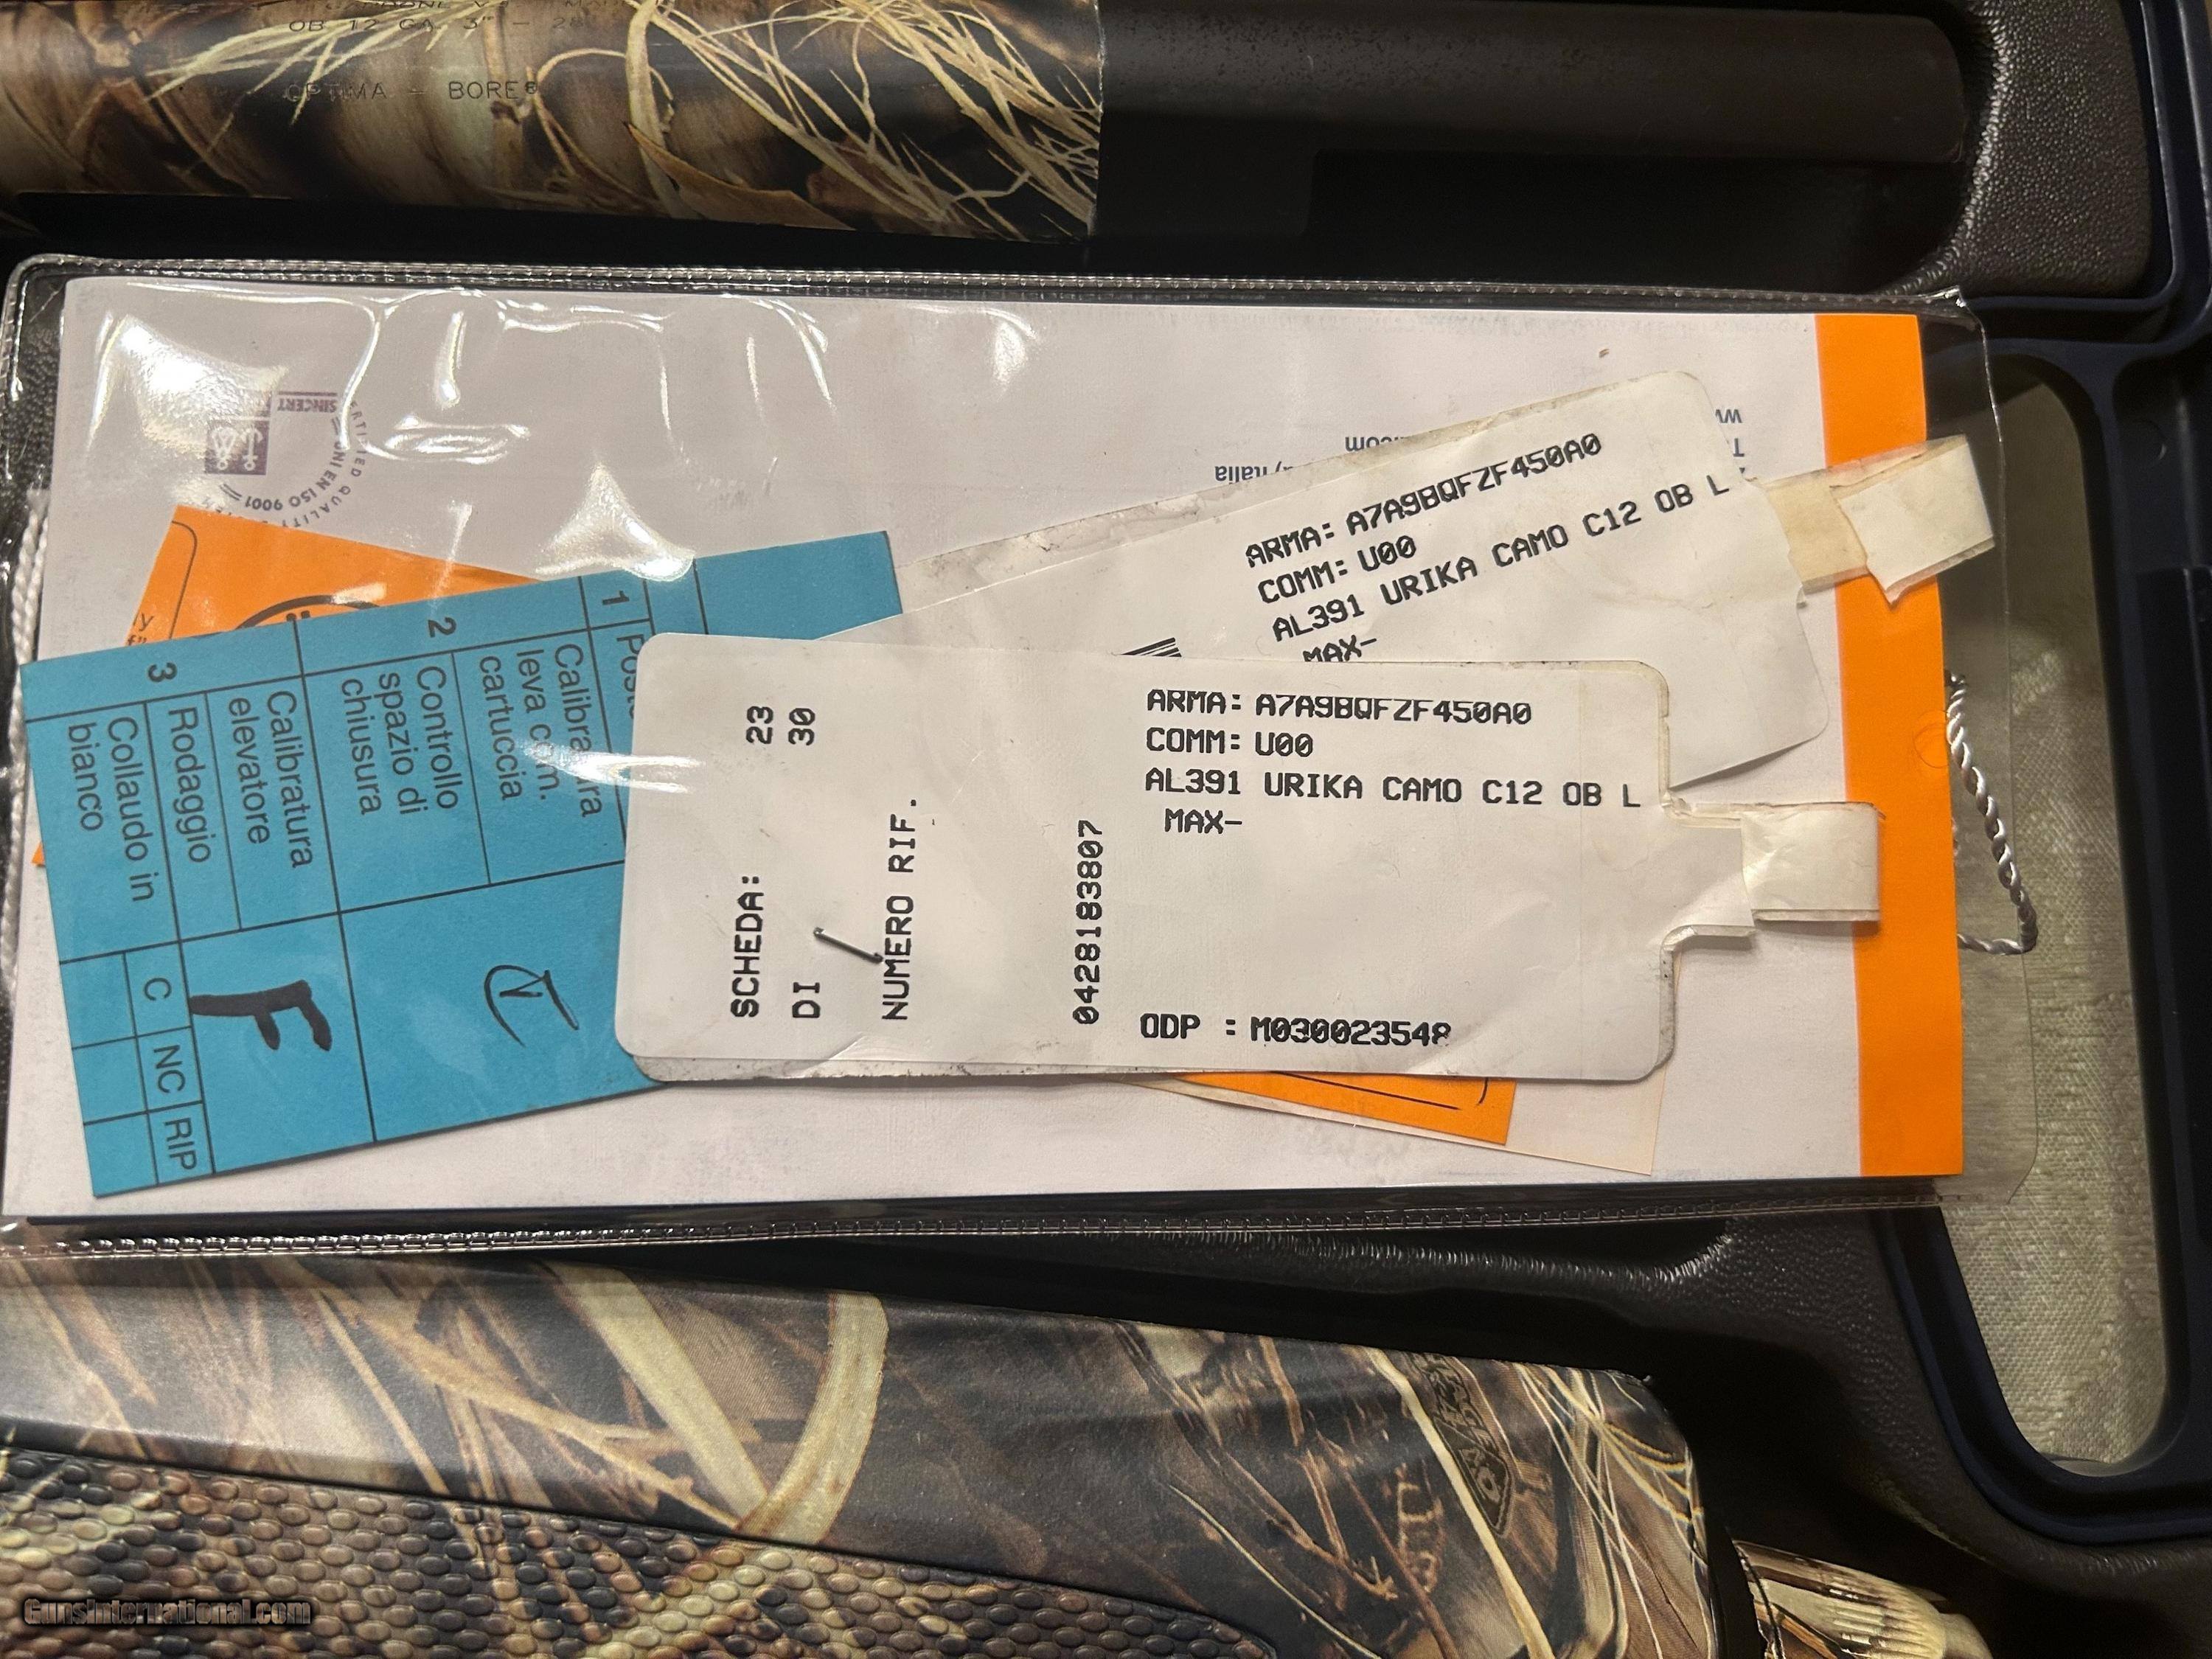 OB 12 GA 3" - 28
OPTIMA - BORE®
SINCERT
UNI EN ISO 9001
Italia
ARMA: A7A9BQFZF450A0
COMM: U00
AL391 URIKA CAMO C12 OB L
MAX-
ARMA: A7A9BQFZF450A0
COMM: U00
AL391 URIKA CAMO C12 OB L
MAX-
0428183807
ODP : M030023548
SCHEDA: 23
DI 30
NUMERO RIF.
1
leva com.
cartuccia
2
Controllo
spazio di
chiusura
Calibratura
elevatore
3
Rodaggio
Collaudo in
bianco
C NC RIP
F
GunsInternational.com